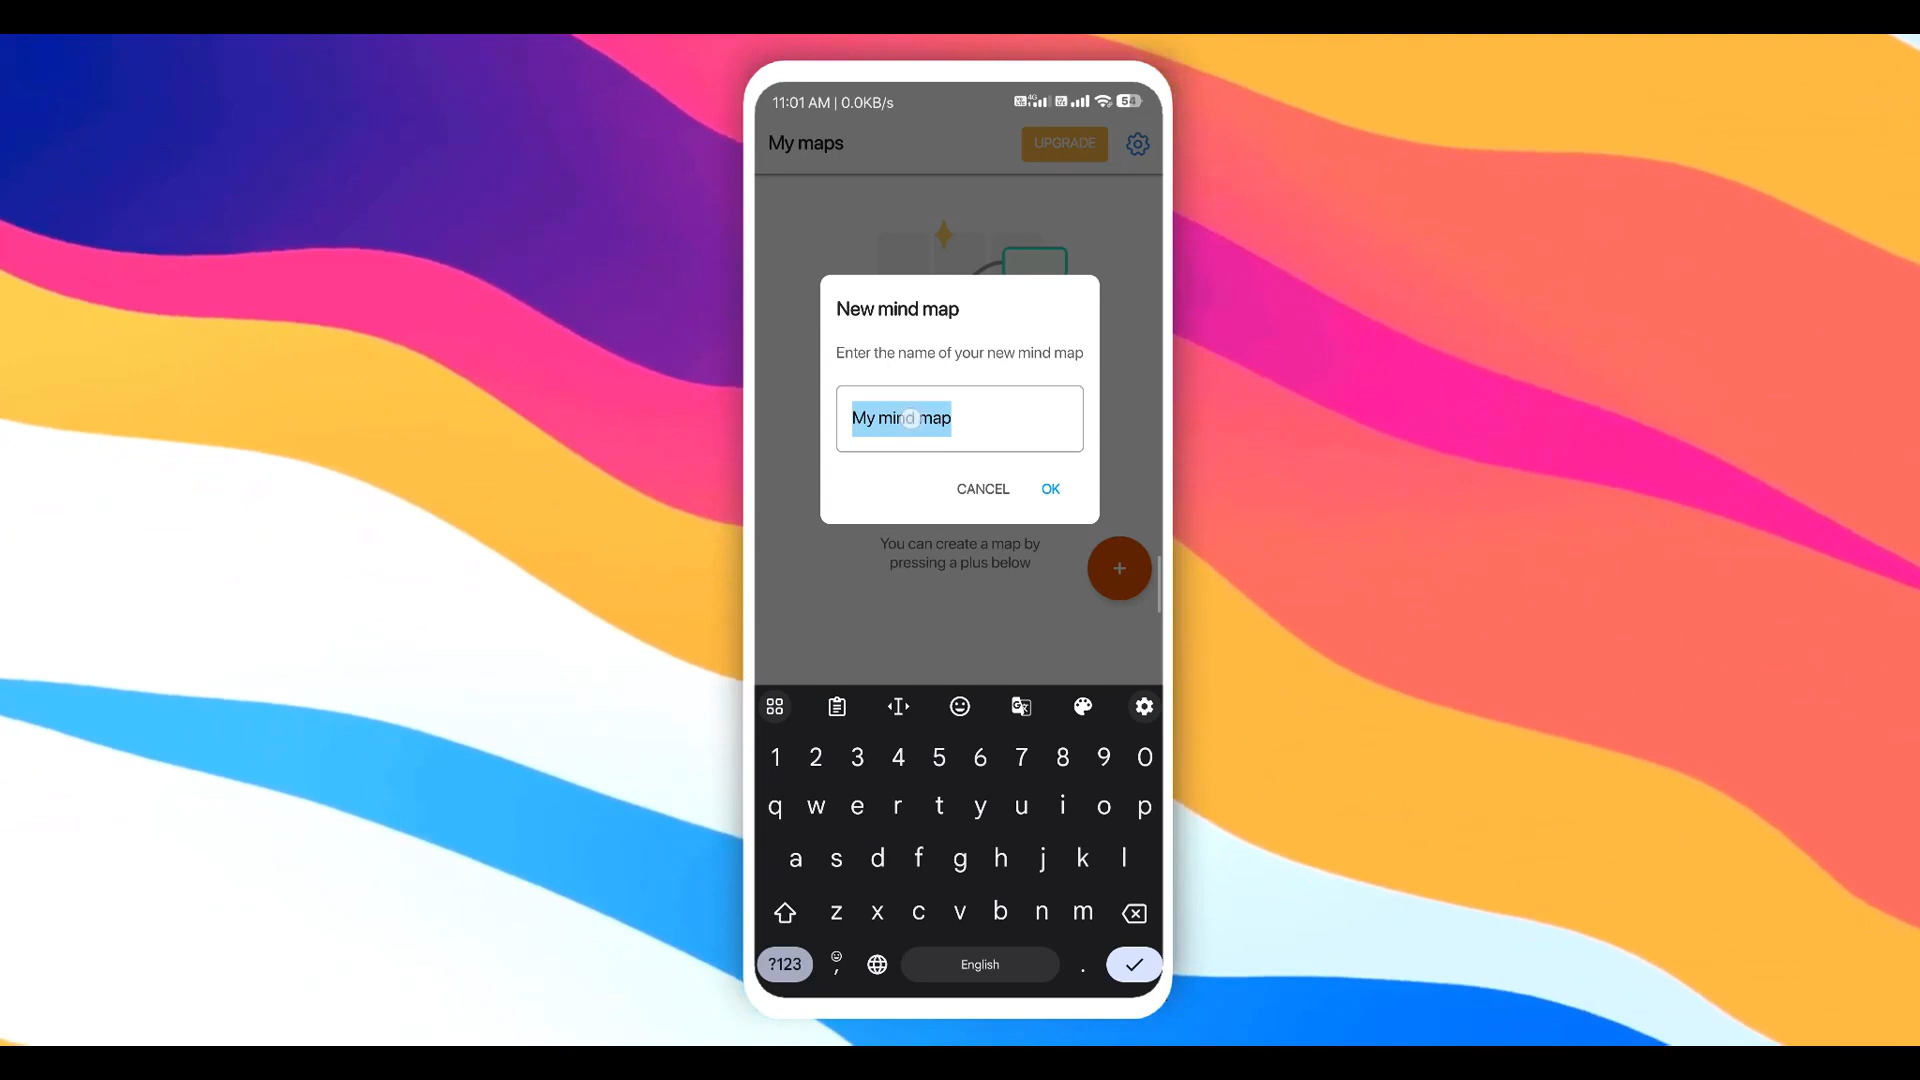 11:01 AM | 0.0KB/s
4G
54
My maps
UPGRADE
New mind map
Enter the name of your new mind map
My mind map
CANCEL
OK
You can create a map by
pressing a plus below
+
1 2 3 4 5 6 7 8 9 0
q w e r t y u i o p
a s d f g h j k l
z x c v b n m
?123
,
English
.